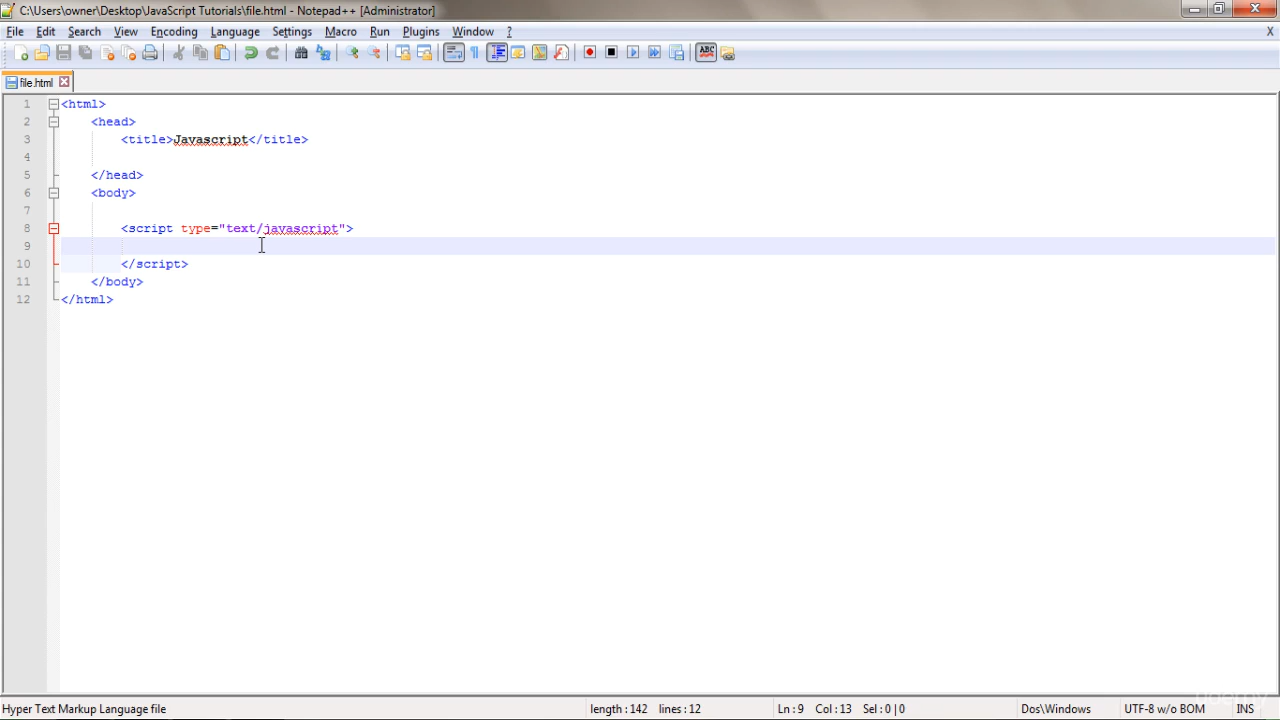 C:\Users\owner\Desktop\JavaScript Tutorials\file.html - Notepad++ [Administrator]
File Edit Search View Encoding Language Settings Macro Run Plugins Window ? X
ABC
file.html
1 <html>
2 <head>
3 <title>Javascript</title>
4
5 </head>
6 <body>
7
8 <script type="text/javascript">
9
10 </script>
11 </body>
12 </html>
udemy
Hyper Text Markup Language file length : 142 lines : 12 Ln : 9 Col : 13 Sel : 0 | 0 Dos\Windows UTF-8 w/o BOM INS